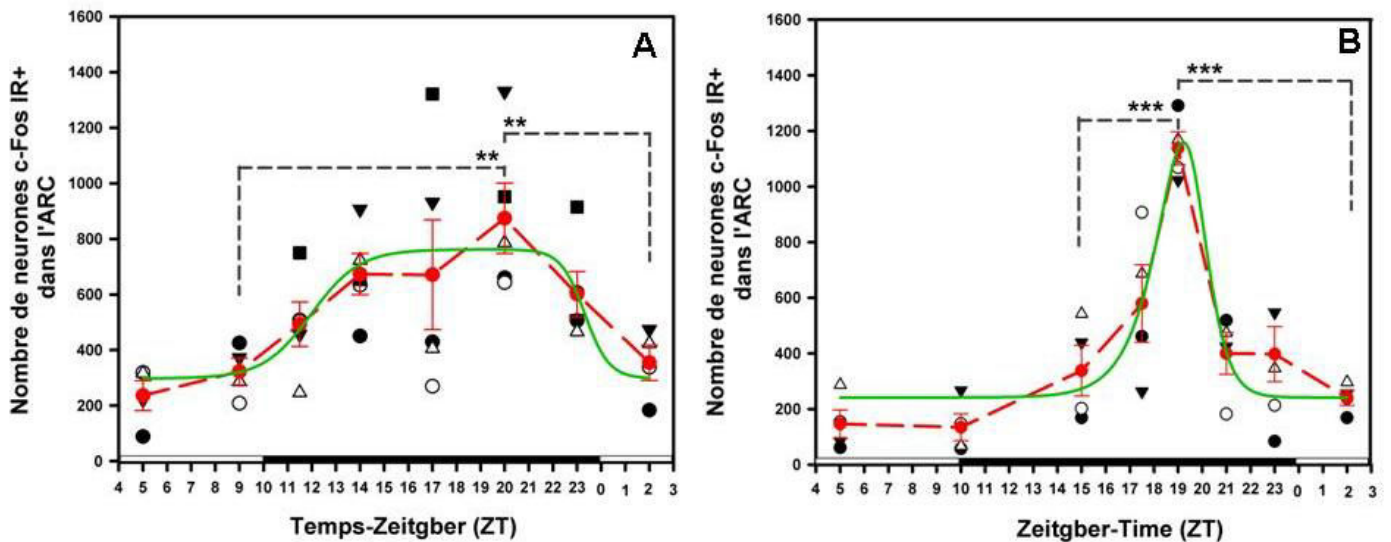 A
Nombre de neurones c-Fos IR+
dans l'ARC
1600
1400
1200
1000
800
600
400
200
0
**
**
4 5 6 7 8 9 10 11 12 13 14 15 16 17 18 19 20 21 22 23 0 1 2 3
Temps-Zeitgber (ZT)
B
Nombre de neurones c-Fos IR+
dans l'ARC
1600
1400
1200
1000
800
600
400
200
0
***
***
4 5 6 7 8 9 10 11 12 13 14 15 16 17 18 19 20 21 22 23 0 1 2 3
Zeitgber-Time (ZT)